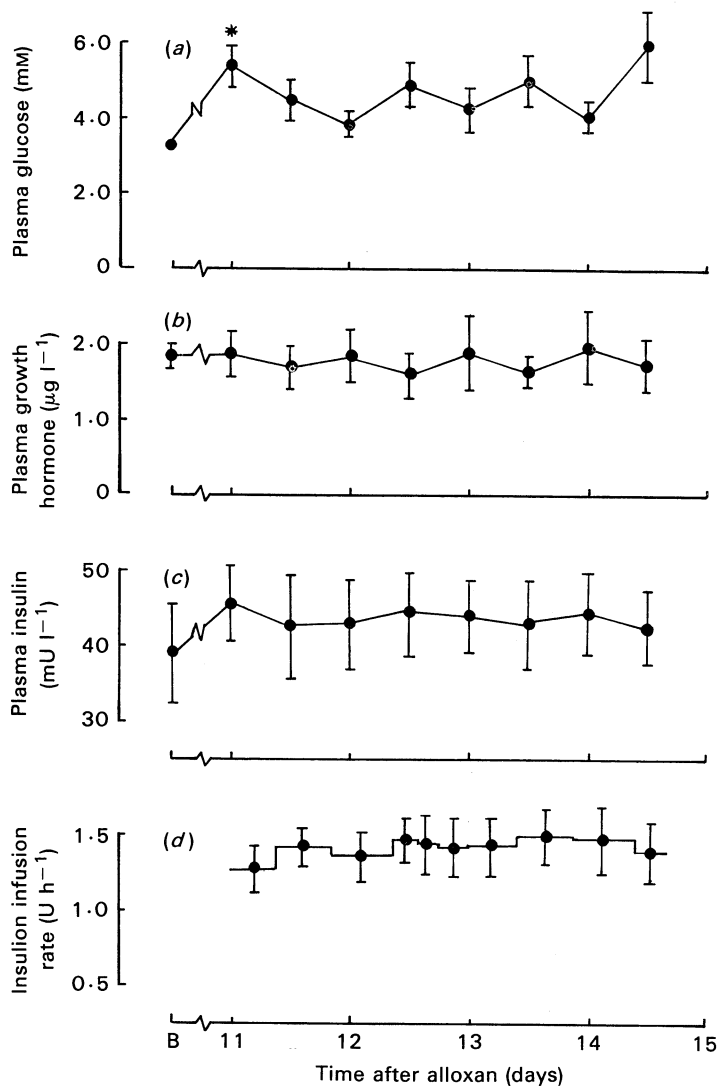 (a)
*
Plasma glucose (mM)
6·0
4·0
2·0
0
(b)
Plasma growth
hormone (μg l−1)
2·0
1·0
0
(c)
Plasma insulin
(mU l−1)
50
40
30
(d)
Insulion infusion
rate (U h−1)
1·5
1·0
0·5
B 11 12 13 14 15
Time after alloxan (days)